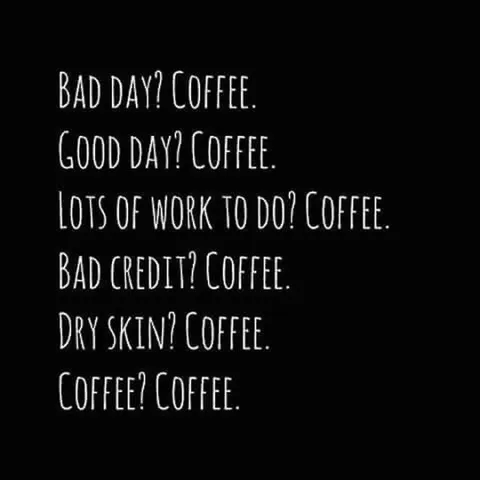 Bad day? Coffee.
Good day? Coffee.
Lots of work to do? Coffee.
Bad credit? Coffee.
Dry skin? Coffee.
Coffee? Coffee.